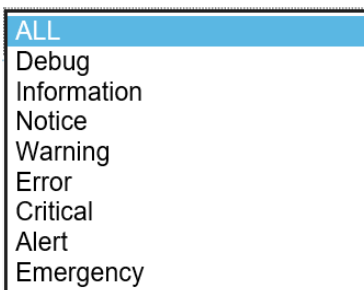 ALL
Debug
Information
Notice
Warning
Error
Critical
Alert
Emergency